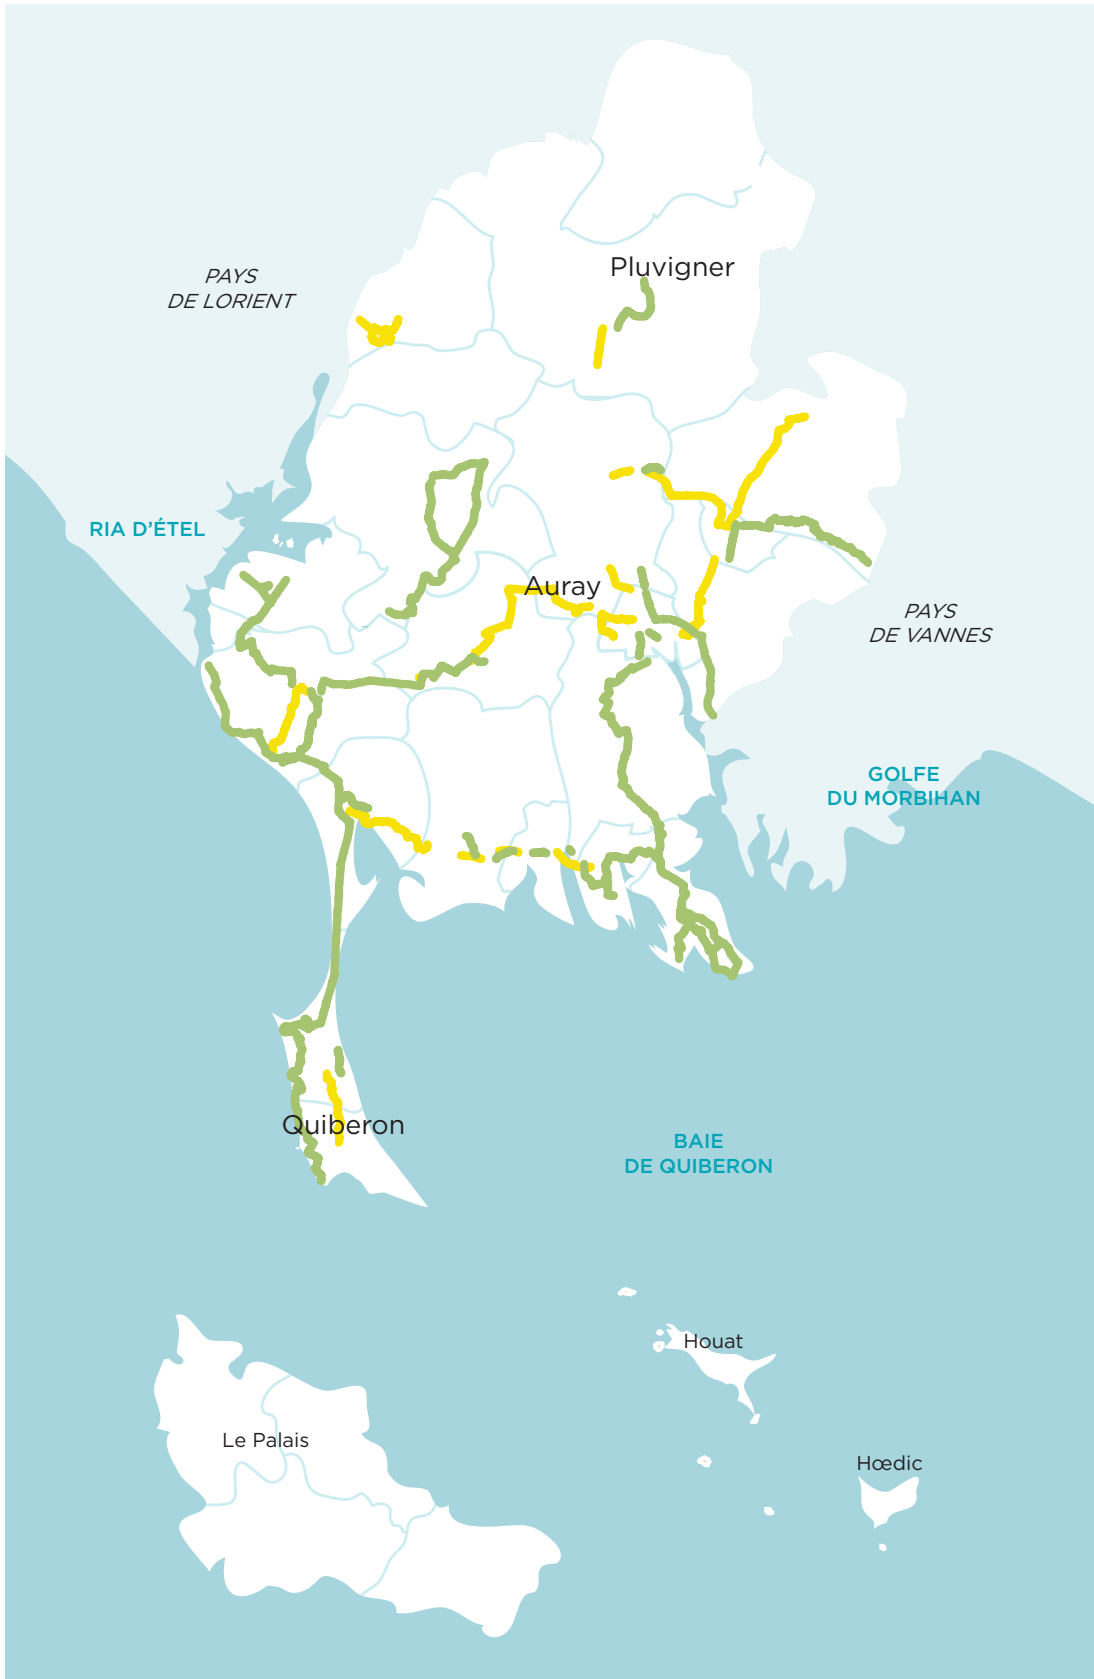 Pluvigner
PAYS
DE LORIENT
RIA D’ÉTEL
Auray
PAYS
DE VANNES
GOLFE
DU MORBIHAN
Quiberon
BAIE
DE QUIBERON
Houat
Le Palais
Hœdic